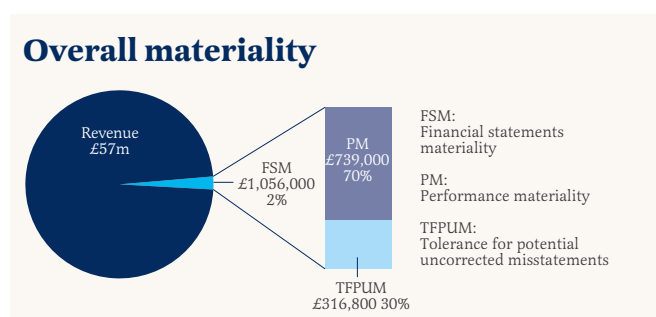 Overall materiality
Revenue
£57m
FSM
£1,056,000
2%
PM
£739,000
70%
TFPUM
£316,800 30%
FSM:
Financial statements
materiality
PM:
Performance materiality
TFPUM:
Tolerance for potential
uncorrected misstatements